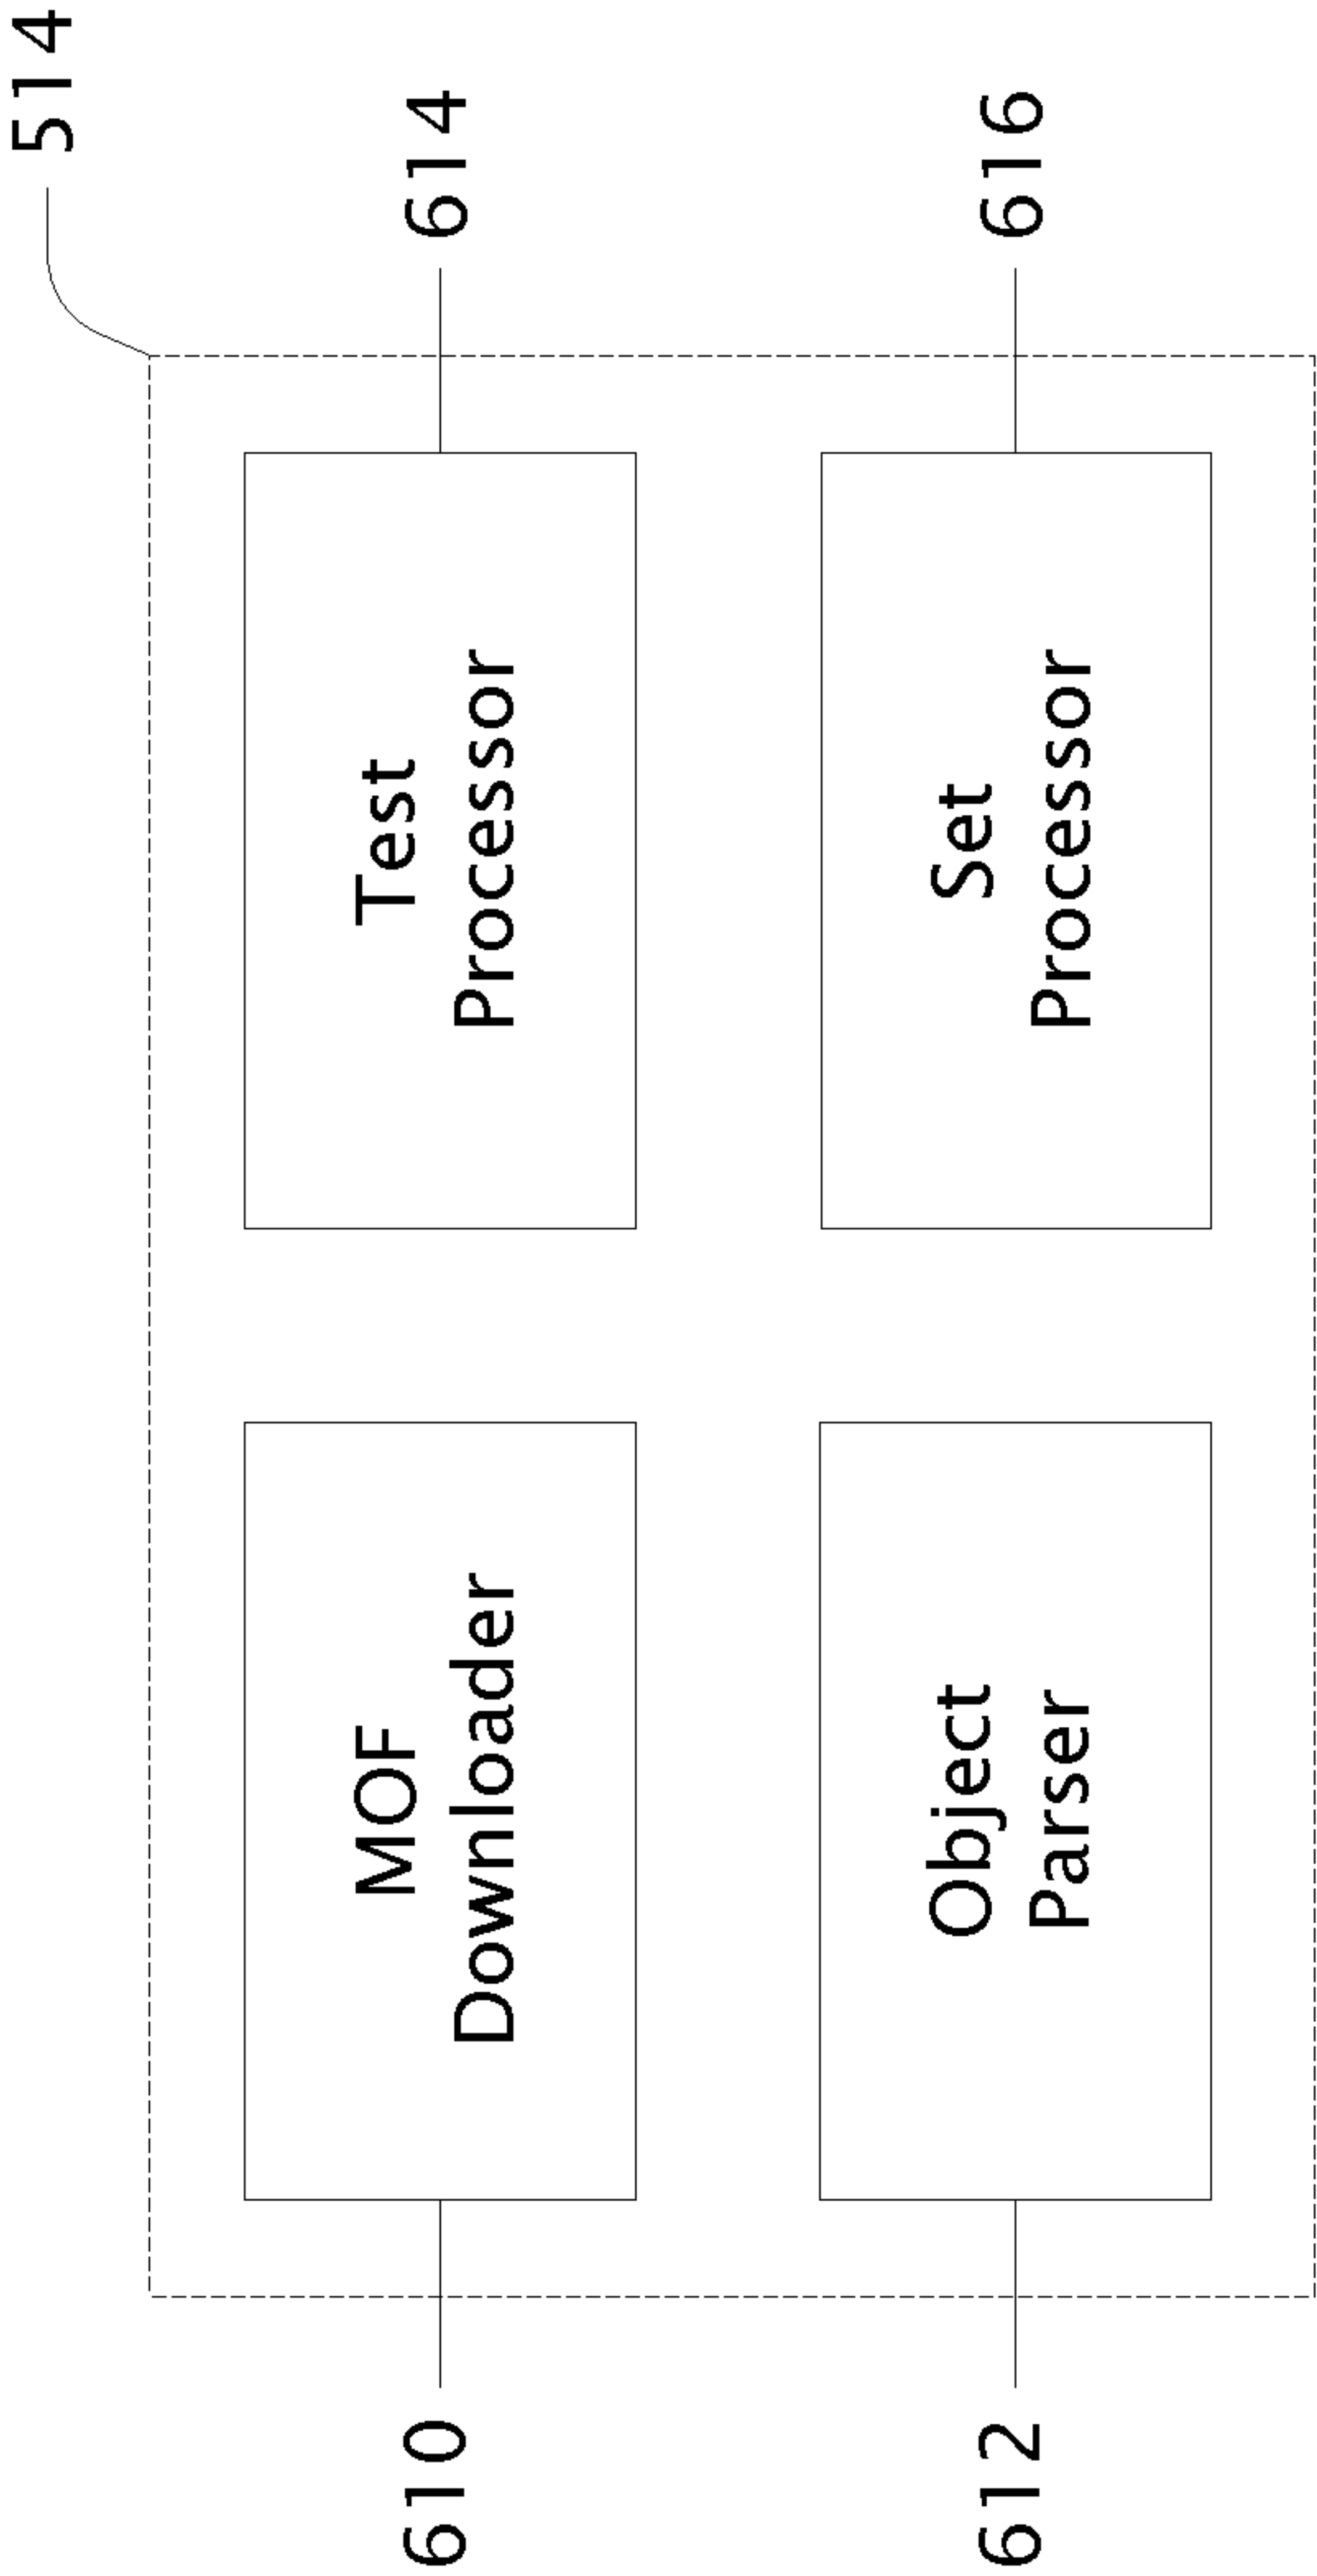 514
610
MOF
Downloader
Test
Processor
614
612
Object
Parser
Set
Processor
616